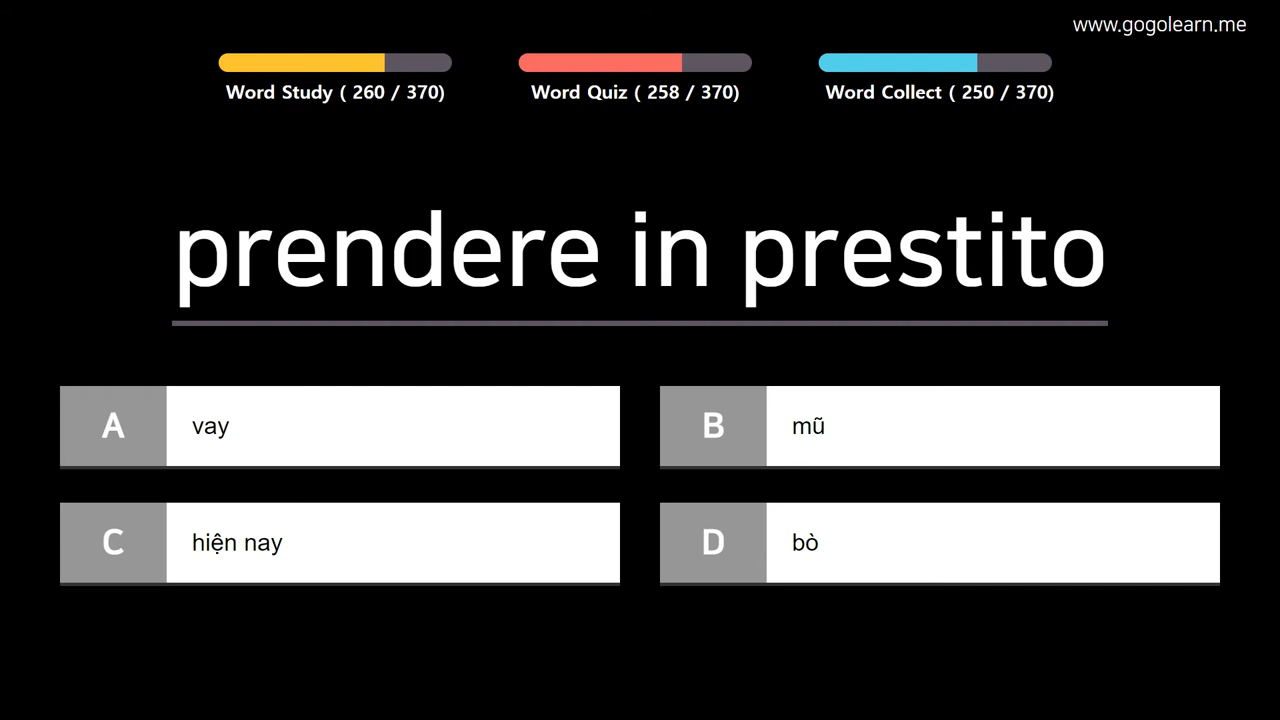 www.gogolearn.me
Word Study ( 260 / 370)
Word Quiz ( 258 / 370)
Word Collect ( 250 / 370)
prendere in prestito
A vay
B mũ
C hiện nay
D bò